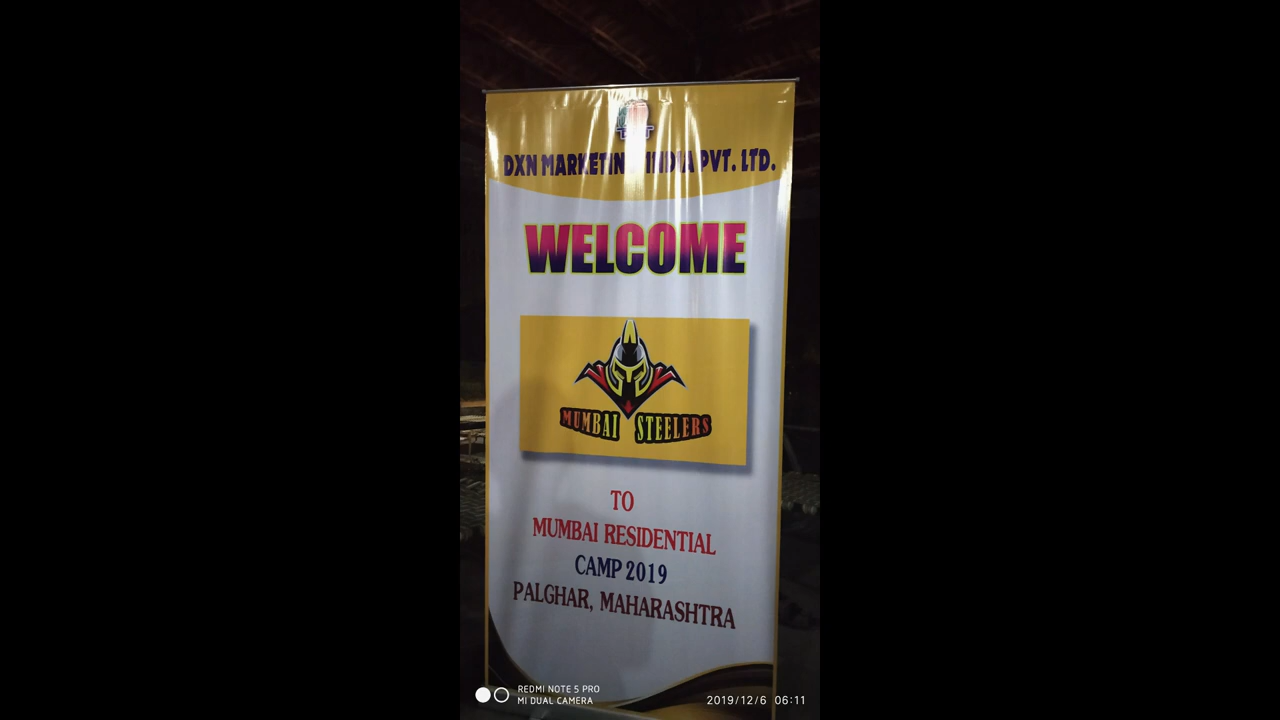 DXN MARKETING INDIA PVT. LTD.
WELCOME
MUMBAI STEELERS
TO
MUMBAI RESIDENTIAL
CAMP 2019
PALGHAR, MAHARASHTRA
REDMI NOTE 5 PRO
MI DUAL CAMERA
2019/12/6 06:11